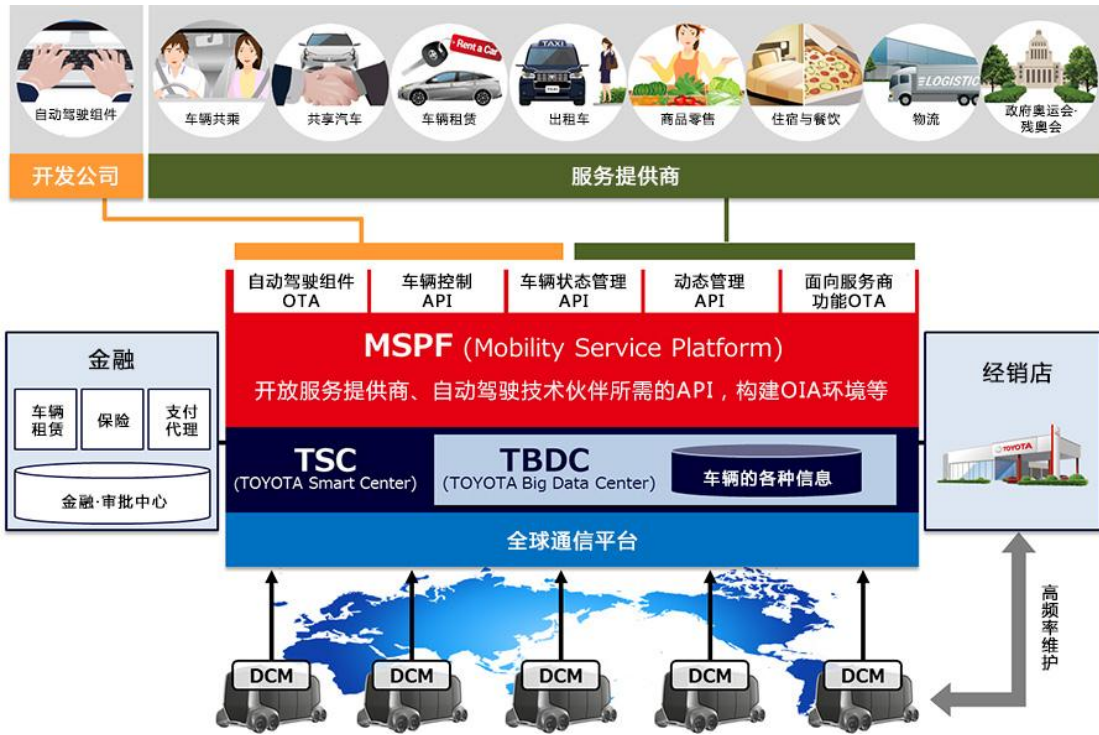 Rent a Car
TAXI
LOGISTIC
自动驾驶组件
车辆共乘
共享汽车
车辆租赁
出租车
商品零售
住宿与餐饮
物流
政府奥运会·
残奥会
开发公司
服务提供商
自动驾驶组件
OTA
车辆控制
API
车辆状态管理
API
动态管理
API
面向服务商
功能OTA
MSPF (Mobility Service Platform)
开放服务提供商、自动驾驶技术伙伴所需的API，构建OIA环境等
金融
车辆
租赁
保险
支付
代理
金融·审批中心
TSC
(TOYOTA Smart Center)
TBDC
(TOYOTA Big Data Center)
车辆的各种信息
经销店
TOYOTA
全球通信平台
高频率维护
DCM
DCM
DCM
DCM
DCM